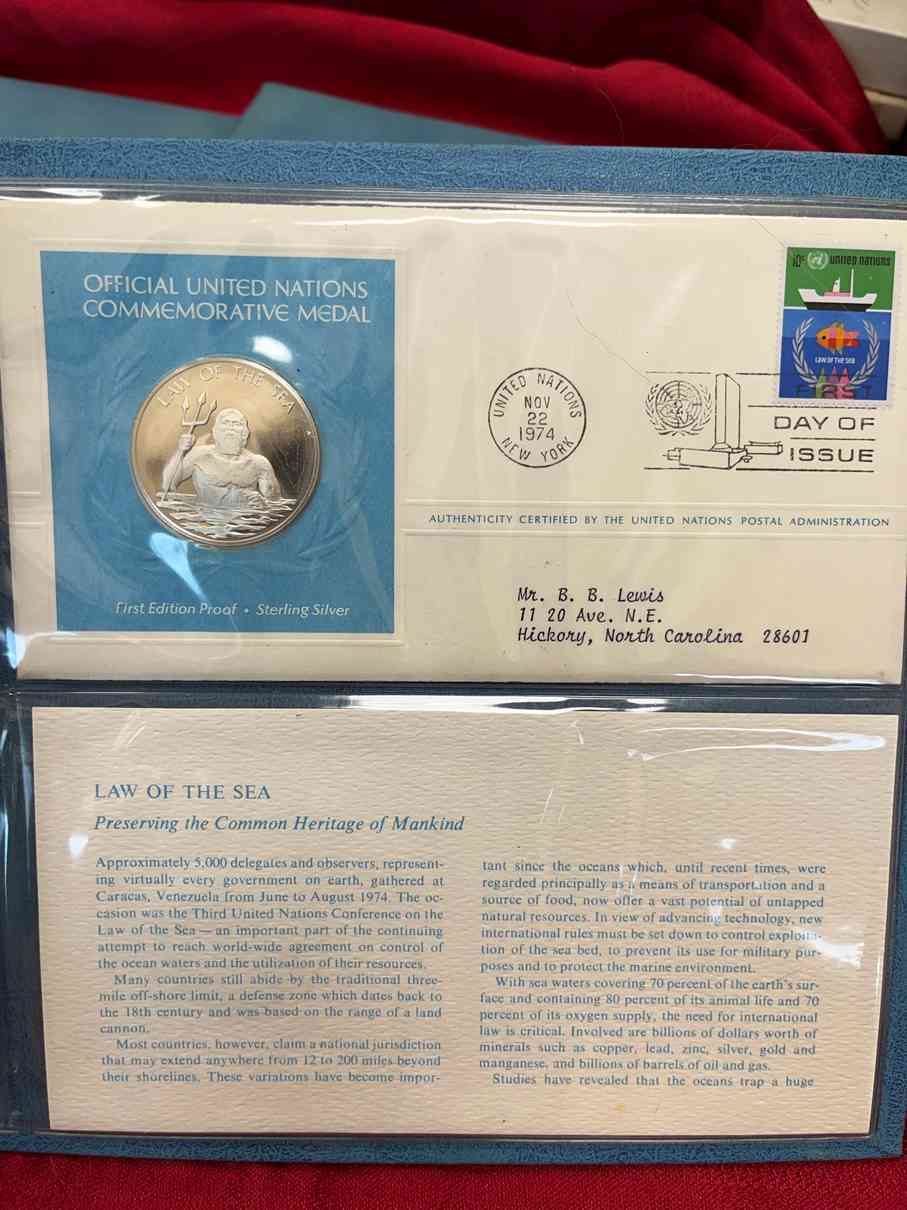 OFFICIAL UNITED NATIONS
COMMEMORATIVE MEDAL
LAW OF THE SEA
First Edition Proof • Sterling Silver
UNITED NATIONS
NOV
22
1974
NEW YORK
10c united nations
LAW OF THE SEA
FIRST
DAY OF
ISSUE
AUTHENTICITY CERTIFIED BY THE UNITED NATIONS POSTAL ADMINISTRATION
Mr. B. B. Lewis
11 20 Ave. N.E.
Hickory, North Carolina 28601
LAW OF THE SEA
Preserving the Common Heritage of Mankind
Approximately 5,000 delegates and observers, represent-
ing virtually every government on earth, gathered at
Caracas, Venezuela from June to August 1974. The oc-
casion was the Third United Nations Conference on the
Law of the Sea — an important part of the continuing
attempt to reach world-wide agreement on control of
the ocean waters and the utilization of their resources.
Many countries still abide by the traditional three-
mile off-shore limit, a defense zone which dates back to
the 18th century and was based on the range of a land
cannon.
Most countries, however, claim a national jurisdiction
that may extend anywhere from 12 to 200 miles beyond
their shorelines. These variations have become impor-
tant since the oceans which, until recent times, were
regarded principally as a means of transportation and a
source of food, now offer a vast potential of untapped
natural resources. In view of advancing technology, new
international rules must be set down to control exploita-
tion of the sea bed, to prevent its use for military pur-
poses and to protect the marine environment.
With sea waters covering 70 percent of the earth's sur-
face and containing 80 percent of its animal life and 70
percent of its oxygen supply, the need for international
law is critical. Involved are billions of dollars worth of
minerals such as copper, lead, zinc, silver, gold and
manganese, and billions of barrels of oil and gas.
Studies have revealed that the oceans trap a huge